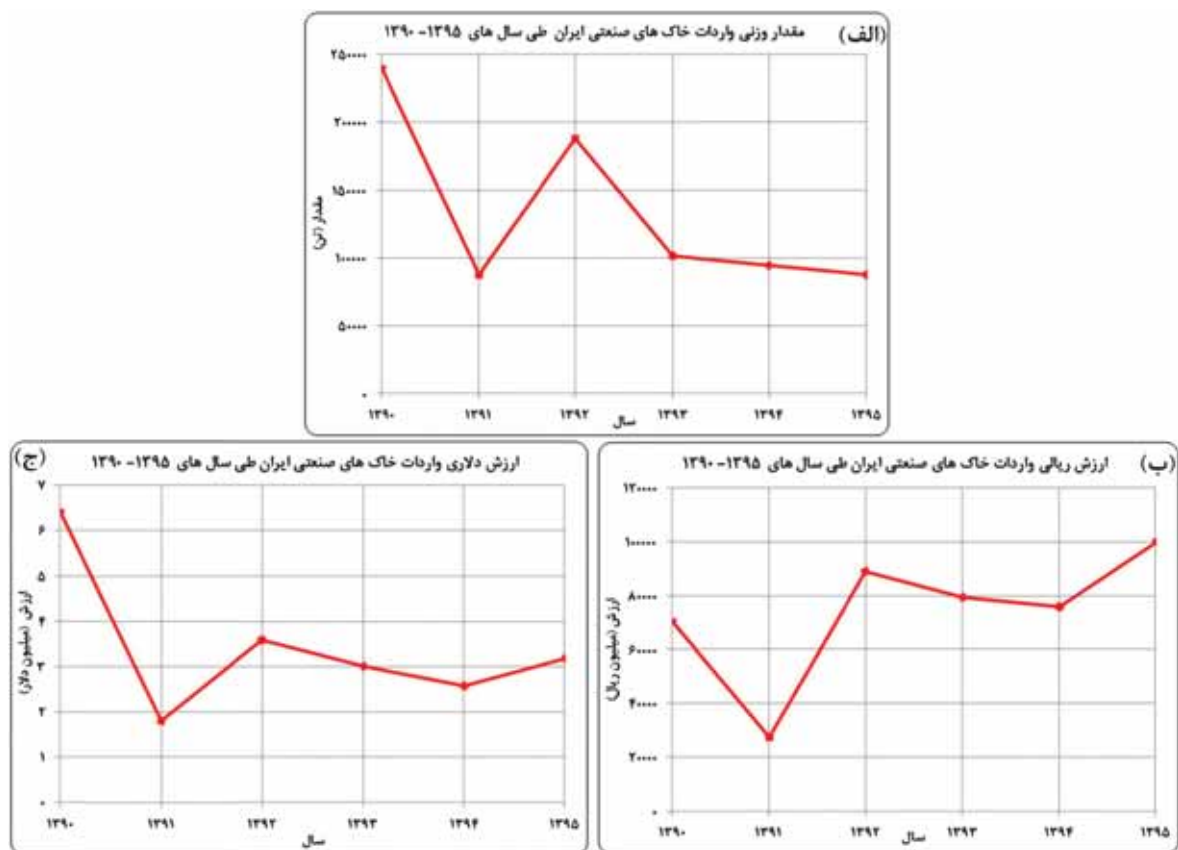 (الف) مقدار وزنی واردات خاک های صنعتی ایران طی سال های ۱۳۹۵- ۱۳۹۰
مقدار (تن)
۲۵۰۰۰۰
۲۰۰۰۰۰
۱۵۰۰۰۰
۱۰۰۰۰۰
۵۰۰۰۰
۰
۱۳۹۰ ۱۳۹۱ ۱۳۹۲ ۱۳۹۳ ۱۳۹۴ ۱۳۹۵
سال
(ب) ارزش ریالی واردات خاک های صنعتی ایران طی سال های ۱۳۹۵- ۱۳۹۰
ارزش (میلیون ریال)
۱۲۰۰۰۰
۱۰۰۰۰۰
۸۰۰۰۰
۶۰۰۰۰
۴۰۰۰۰
۲۰۰۰۰
۰
۱۳۹۰ ۱۳۹۱ ۱۳۹۲ ۱۳۹۳ ۱۳۹۴ ۱۳۹۵
سال
(ج) ارزش دلاری واردات خاک های صنعتی ایران طی سال های ۱۳۹۵- ۱۳۹۰
ارزش (میلیون دلار)
۷
۶
۵
۴
۳
۲
۱
۰
۱۳۹۰ ۱۳۹۱ ۱۳۹۲ ۱۳۹۳ ۱۳۹۴ ۱۳۹۵
سال